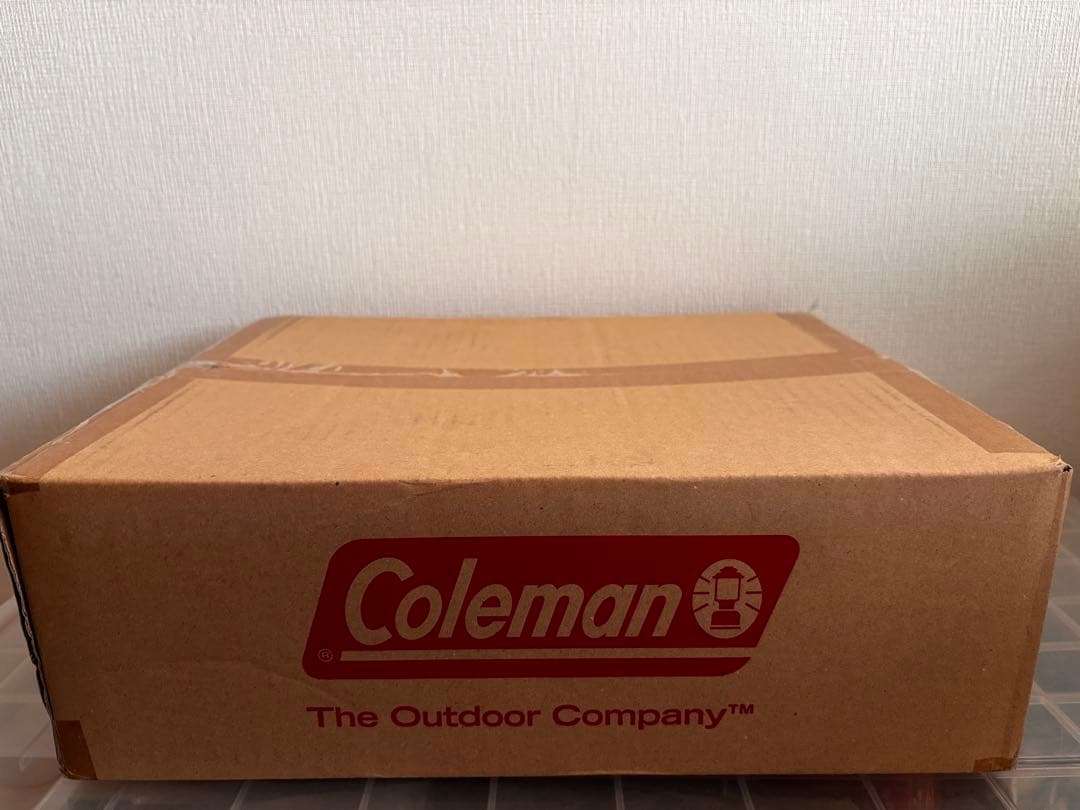 Coleman
®
The Outdoor Company™